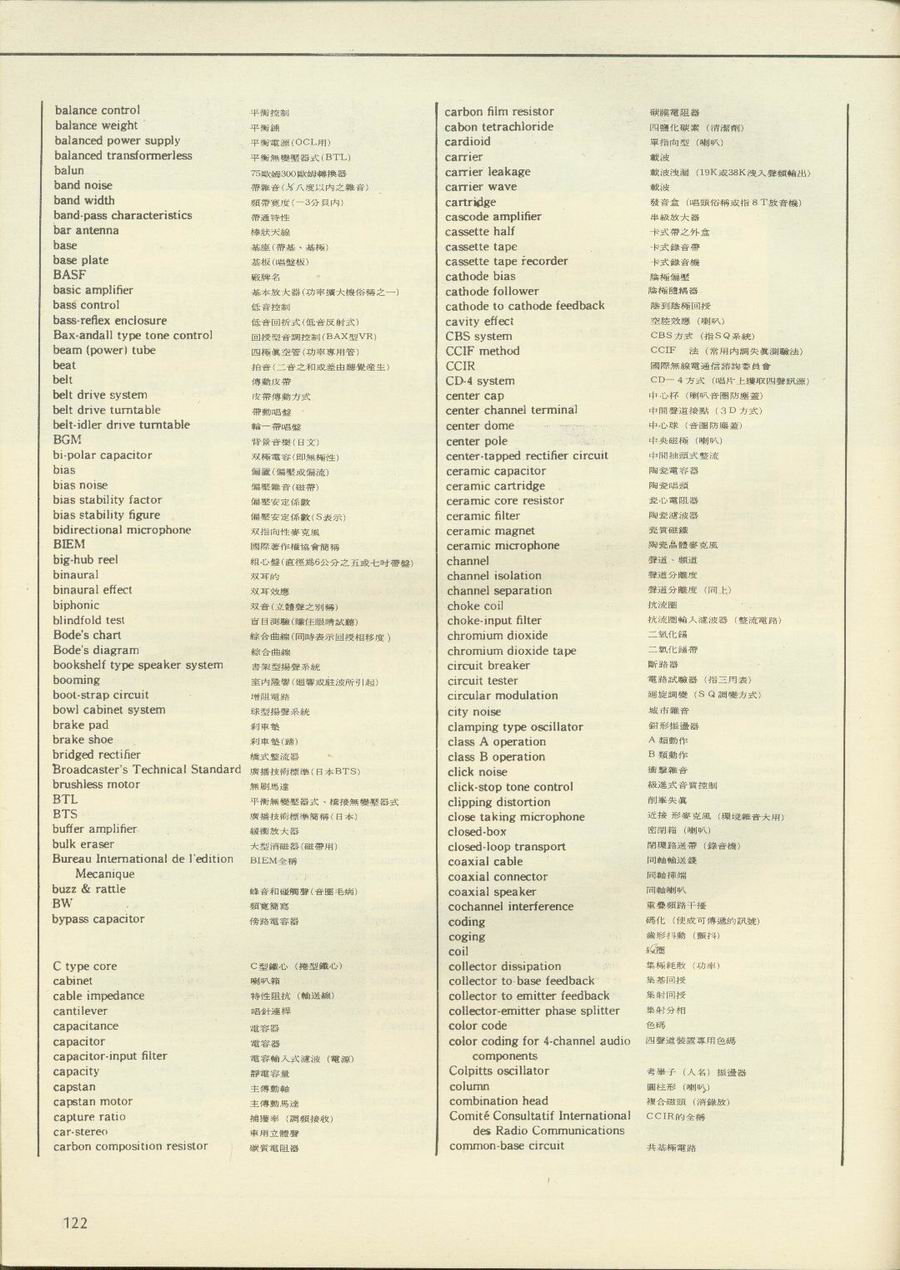 balance control 平衡控制
balance weight 平衡錘
balanced power supply 平衡電源(OCL用)
balanced transformerless 平衡無變壓器式(BTL)
balun 75歐姆300歐姆轉換器
band noise 帶雜音(⅓八度以內之雜音)
band width 頻帶寬度(一3分貝內)
band-pass characteristics 帶通特性
bar antenna 棒狀天線
base 基座(帶基、基極)
base plate 基板(唱盤板)
BASF 廠牌名
basic amplifier 基本放大器(功率擴大機俗稱之一)
bass control 低音控制
bass-reflex enclosure 低音回折式(低音反射式)
Bax-andall type tone control 回授型音調控制(BAX型VR)
beam (power) tube 四極眞空管(功率專用管)
beat 拍音(二音之和或差由聽覺産生)
belt 傳動皮帶
belt drive system 皮帶傳動方式
belt drive turntable 帶動唱盤
belt-idler drive turntable 輪一帶唱盤
BGM 背景音樂(日文)
bi-polar capacitor 双極電容(即無極性)
bias 偏壓(偏壓或偏流)
bias noise 偏壓雜音(磁帶)
bias stability factor 偏壓安定係數
bias stability figure 偏壓安定係數(S表示)
bidirectional microphone 双指向性麥克風
BIEM 國際著作權協會簡稱
big-hub reel 粗心盤(直徑爲6公分之五或七吋帶盤)
binaural 双耳的
binaural effect 双耳效應
biphonic 双音(立體聲之別稱)
blindfold test 盲目測驗(矇住眼睛試聽)
Bode's chart 綜合曲線(同時表示回授相移度)
Bode's diagram 綜合曲線
bookshelf type speaker system 書架型揚聲系統
booming 室內隆響(迴響或駐波所引起)
boot-strap circuit 增阻電路
bowl cabinet system 球型揚聲系統
brake pad 刹車墊
brake shoe 刹車墊(蹄)
bridged rectifier 橋式整流器
Broadcaster's Technical Standard 廣播技術標準(日本BTS)
brushless motor 無刷馬達
BTL 平衡無變壓器式、橋接無變壓器式
BTS 廣播技術標準簡稱(日本)
buffer amplifier 緩衝放大器
bulk eraser 大型消磁器(磁帶用)
Bureau International de l'edition BIEM全稱
Mecanique
buzz & rattle 蜂音和碰觸聲(音圈毛病)
BW 頻寬簡寫
bypass capacitor 傍路電容器
C type core C型鐵心（捲型鐵心）
cabinet 喇叭箱
cable impedance 特性阻抗（輸送線）
cantilever 唱針連桿
capacitance 電容器
capacitor 電容器
capacitor-input filter 電容輸入式濾波（電源）
capacity 靜電容量
capstan 主傳動軸
capstan motor 主傳動馬達
capture ratio 捕獲率（調頻接收）
car-stereo 車用立體聲
carbon composition resistor 碳質電阻器
carbon film resistor 碳膜電阻器
cabon tetrachloride 四鹽化碳素（清潔劑）
cardioid 單指向型（喇叭）
carrier 載波
carrier leakage 載波洩漏（19K或38K洩入聲頻輸出）
carrier wave 載波
cartridge 發音盒（唱頭俗稱或指8T放音機）
cascode amplifier 串級放大器
cassette half 卡式帶之外盒
cassette tape 卡式錄音帶
cassette tape recorder 卡式錄音機
cathode bias 陰極偏壓
cathode follower 陰極隨耦器
cathode to cathode feedback 陰到陰極回授
cavity effect 空腔效應（喇叭）
CBS system CBS方式（指SQ系統）
CCIF method CCIF 法（常用內調失眞測驗法）
CCIR 國際無線電通信諮詢委員會
CD-4 system CD一4方式（唱片上擭取四聲訊源）
center cap 中心杯（喇叭音圈防塵蓋）
center channel terminal 中間聲道接點（3D方式）
center dome 中心球（音圈防塵蓋）
center pole 中央磁極（喇叭）
center-tapped rectifier circuit 中間抽頭式整流
ceramic capacitor 陶瓷電容器
ceramic cartridge 陶瓷唱頭
ceramic core resistor 瓷心電阻器
ceramic filter 陶瓷濾波器
ceramic magnet 瓷質磁鐵
ceramic microphone 陶瓷晶體麥克風
channel 聲道、頻道
channel isolation 聲道分離度
channel separation 聲道分離度（同上）
choke coil 抗流圈
choke-input filter 抗流圈輸入濾波器（整流電路）
chromium dioxide 二氧化鉻
chromium dioxide tape 二氧化鉻帶
circuit breaker 斷路器
circuit tester 電路試驗器（指三用表）
circular modulation 迴旋調變（SQ調變方式）
city noise 城市雜音
clamping type oscillator 鉗形振盪器
class A operation A類動作
class B operation B類動作
click noise 衝擊雜音
click-stop tone control 級進式音質控制
clipping distortion 削峯失眞
close taking microphone 近接 形麥克風（環境雜音大用）
closed-box 密閉箱（喇叭）
closed-loop transport 閉環路送帶（錄音機）
coaxial cable 同軸輸送綫
coaxial connector 同軸揷端
coaxial speaker 同軸喇叭
cochannel interference 重疊頻路干擾
coding 碼化（使成可傳遞的訊號）
coging 齒形抖動（顫抖）
coil 線圈
collector dissipation 集極耗散（功率）
collector to base feedback 集基回授
collector to emitter feedback 集射回授
collector-emitter phase splitter 集射分相
color code 色碼
color coding for 4-channel audio 四聲道裝置專用色碼
components
Colpitts oscillator 考畢子（人名）振盪器
column 圓柱形（喇叭）
combination head 複合磁頭（消錄放）
Comité Consultatif International CCIR的全稱
des Radio Communications
common-base circuit 共基極電路
122